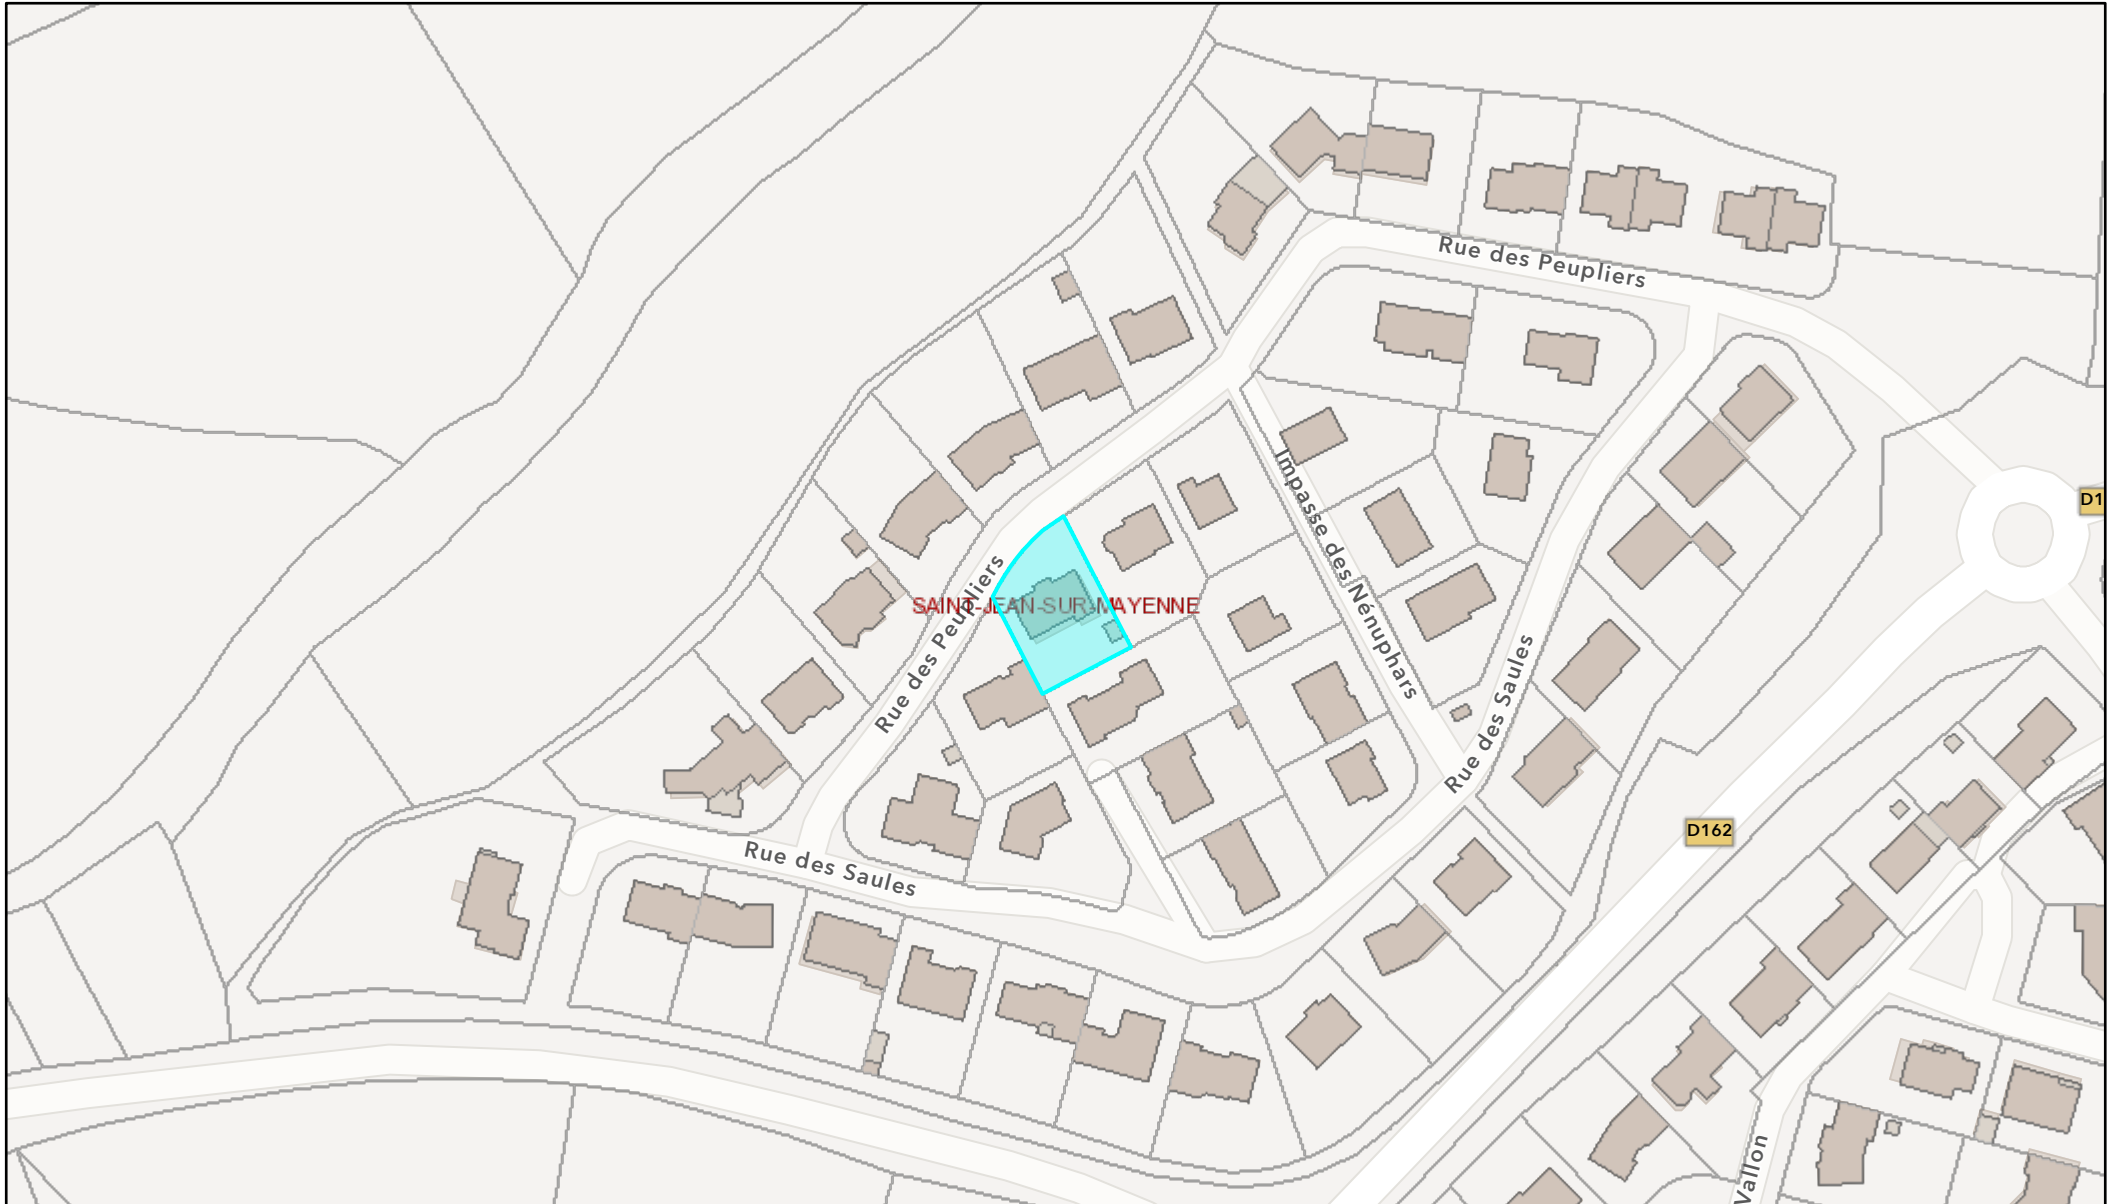 Rue des Peupliers
Impasse des Nénuphars
D1
Rue des Peupliers
SAINT-JEAN-SUR-MAYENNE
Rue des Saules
D162
Rue des Saules
Vallon